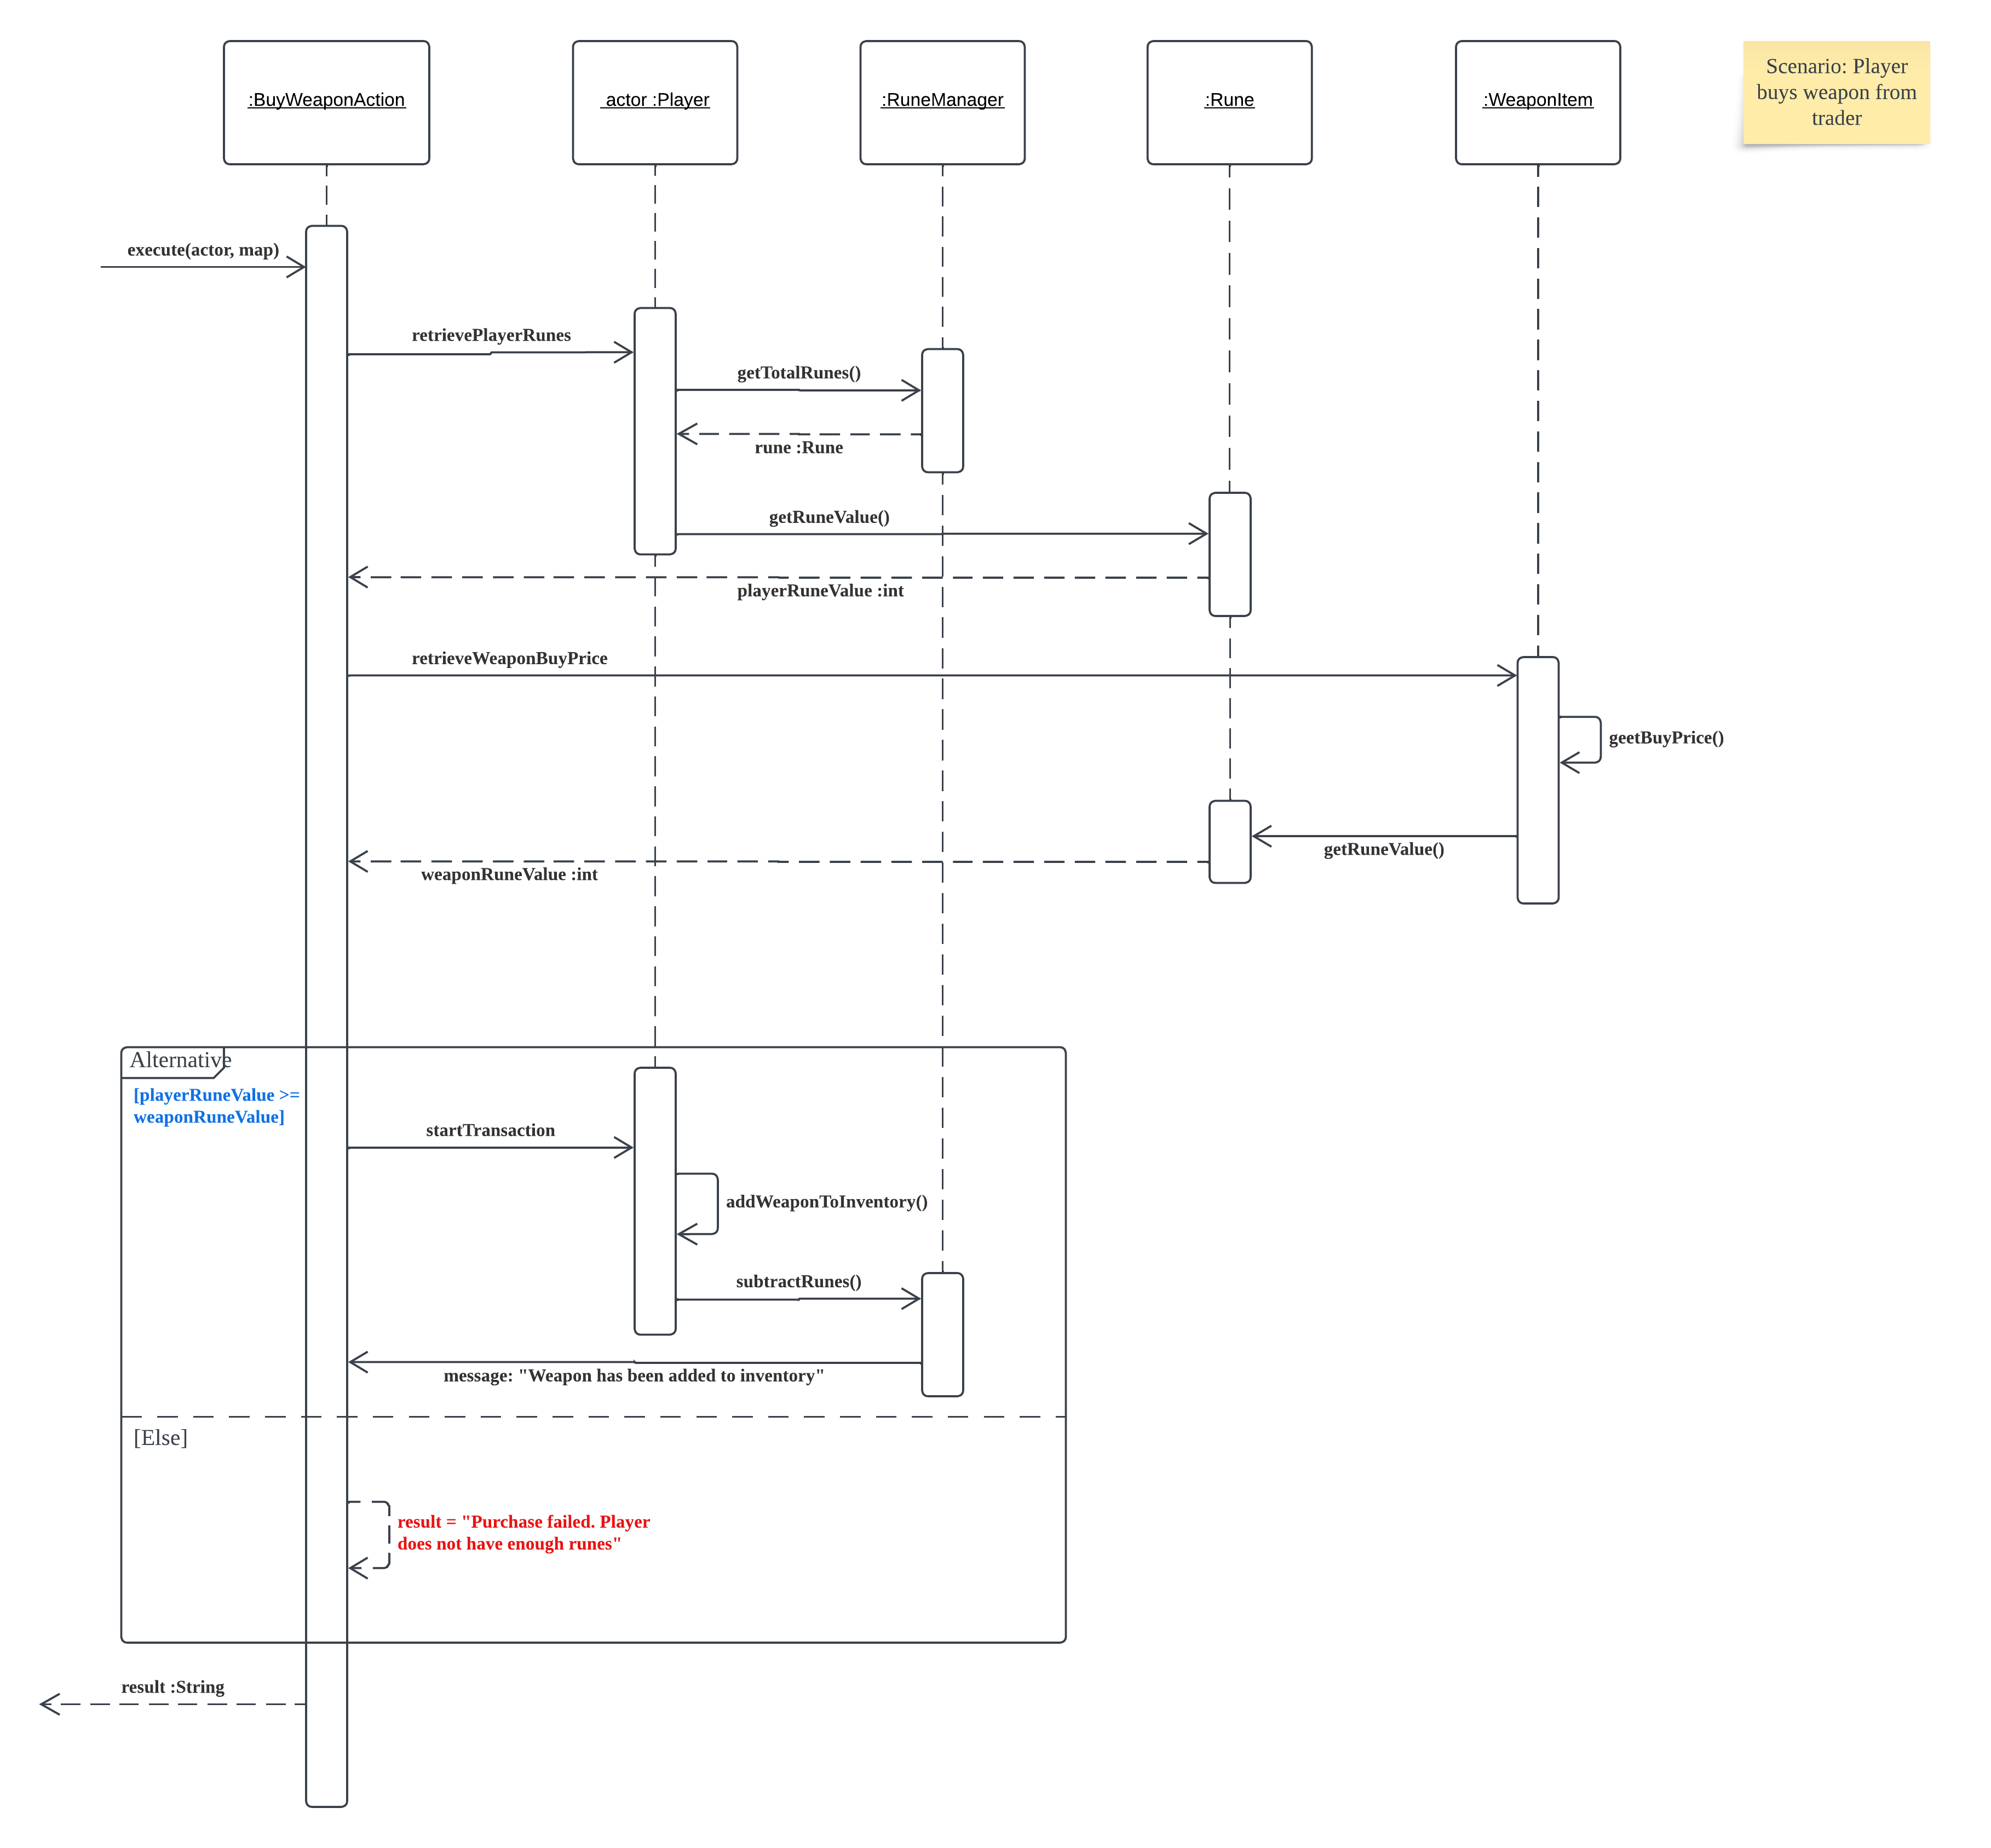 :BuyWeaponAction
actor :Player
:RuneManager
:Rune
:WeaponItem
Scenario: Player
buys weapon from
trader
execute(actor, map)
retrievePlayerRunes
getTotalRunes()
rune :Rune
getRuneValue()
playerRuneValue :int
retrieveWeaponBuyPrice
geetBuyPrice()
getRuneValue()
weaponRuneValue :int
Alternative
[playerRuneValue >=
weaponRuneValue]
startTransaction
addWeaponToInventory()
subtractRunes()
message: "Weapon has been added to inventory"
[Else]
result = "Purchase failed. Player
does not have enough runes"
result :String